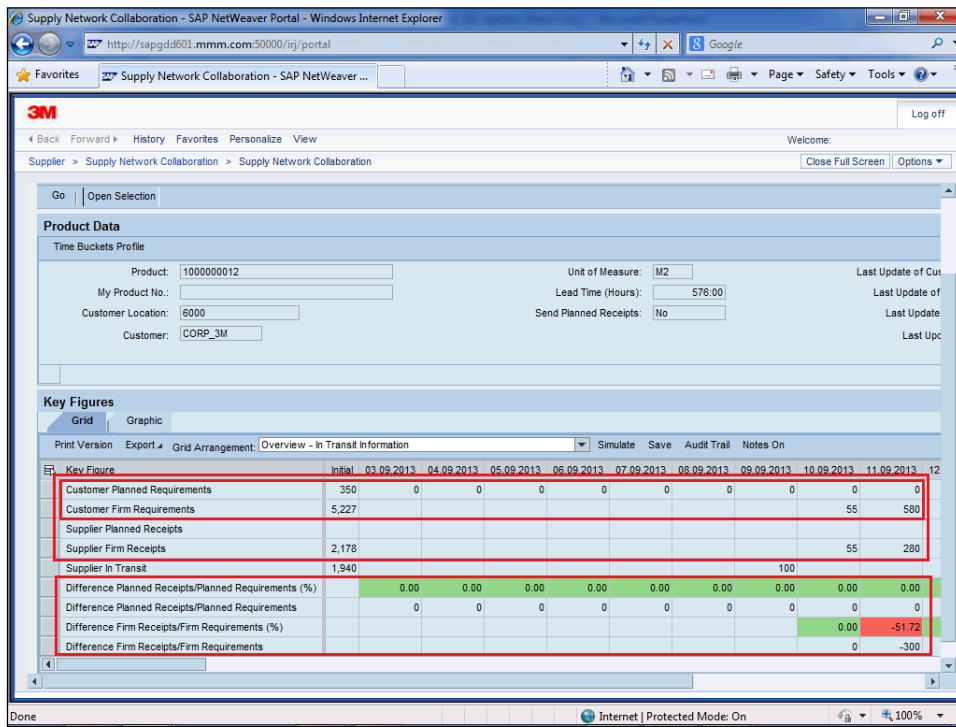 Supply Network Collaboration - SAP NetWeaver Portal - Windows Internet Explorer
http://sapgdd601.mmm.com:50000/irj/portal
Google
Favorites Supply Network Collaboration - SAP NetWeaver ... Page Safety Tools
3M
Log off
Back Forward History Favorites Personalize View Welcome:
Supplier > Supply Network Collaboration > Supply Network Collaboration Close Full Screen Options
Go Open Selection
Product Data
Time Buckets Profile
Product: 1000000012 Unit of Measure: M2 Last Update of Cus
My Product No.: Lead Time (Hours): 576:00 Last Update of
Customer Location: 6000 Send Planned Receipts: No Last Update
Customer: CORP_3M Last Upd
Key Figures
Grid Graphic
Print Version Export Grid Arrangement: Overview - In Transit Information Simulate Save Audit Trail Notes On
Key Figure Initial 03.09.2013 04.09.2013 05.09.2013 06.09.2013 07.09.2013 08.09.2013 09.09.2013 10.09.2013 11.09.2013 12
Customer Planned Requirements 350 0 0 0 0 0 0 0 0 0
Customer Firm Requirements 5,227 55 580
Supplier Planned Receipts
Supplier Firm Receipts 2,178 55 280
Supplier In Transit 1,940 100
Difference Planned Receipts/Planned Requirements (%) 0.00 0.00 0.00 0.00 0.00 0.00 0.00 0.00 0.00
Difference Planned Receipts/Planned Requirements 0 0 0 0 0 0 0 0 0
Difference Firm Receipts/Firm Requirements (%) 0.00 -51.72
Difference Firm Receipts/Firm Requirements 0 -300
Done Internet | Protected Mode: On 100%